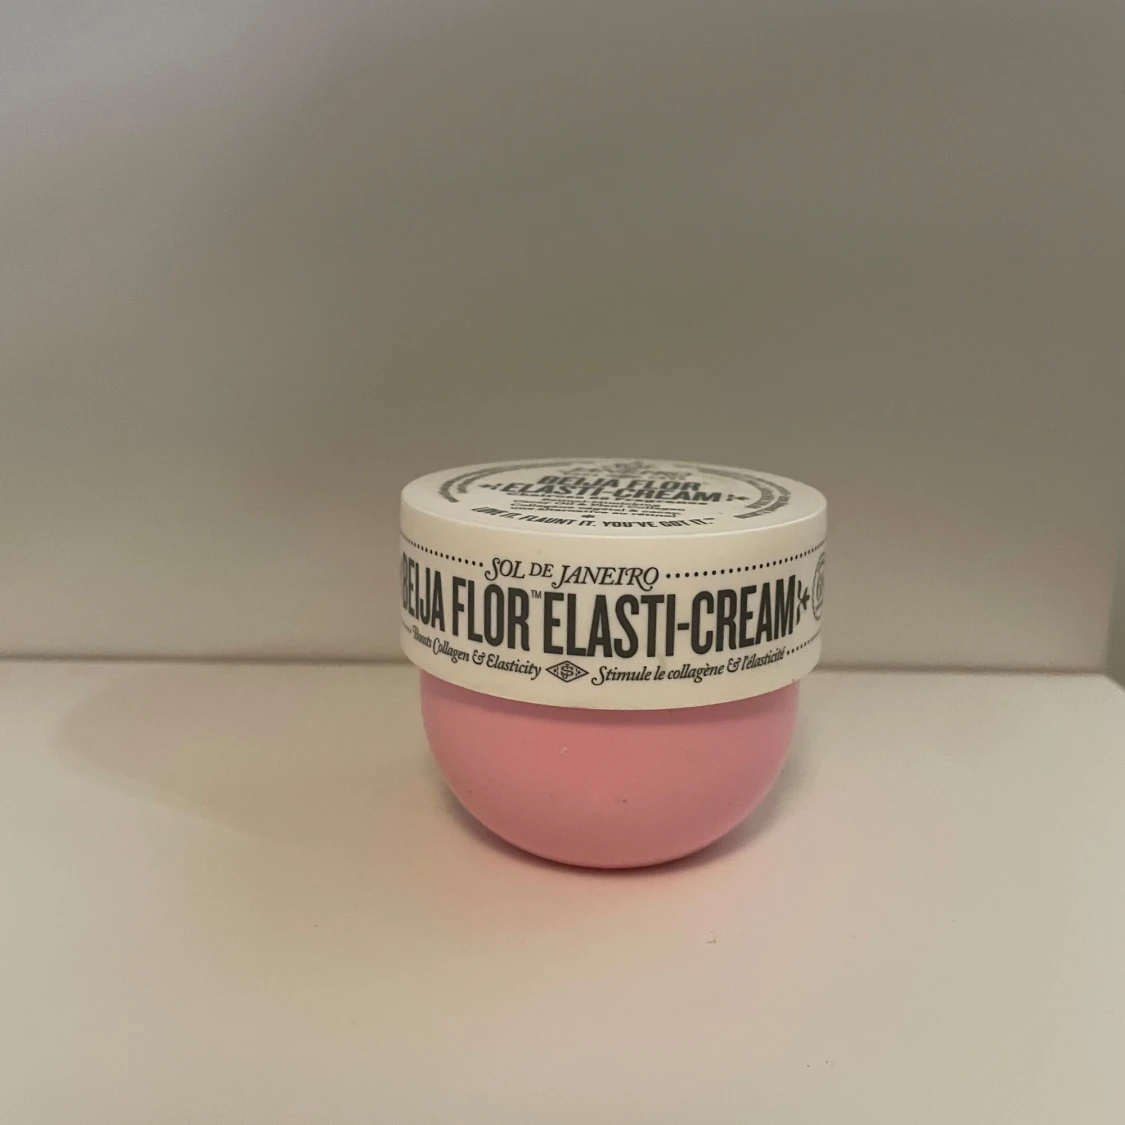 BEIJA FLOR
ELASTI-CREAM
LOVE IT. FLAUNT IT. YOU'VE GOT IT.™
SOL DE JANEIRO
BEIJA FLOR™ ELASTI-CREAM
Boosts Collagen & Elasticity
Stimule le collagène & l'élasticité